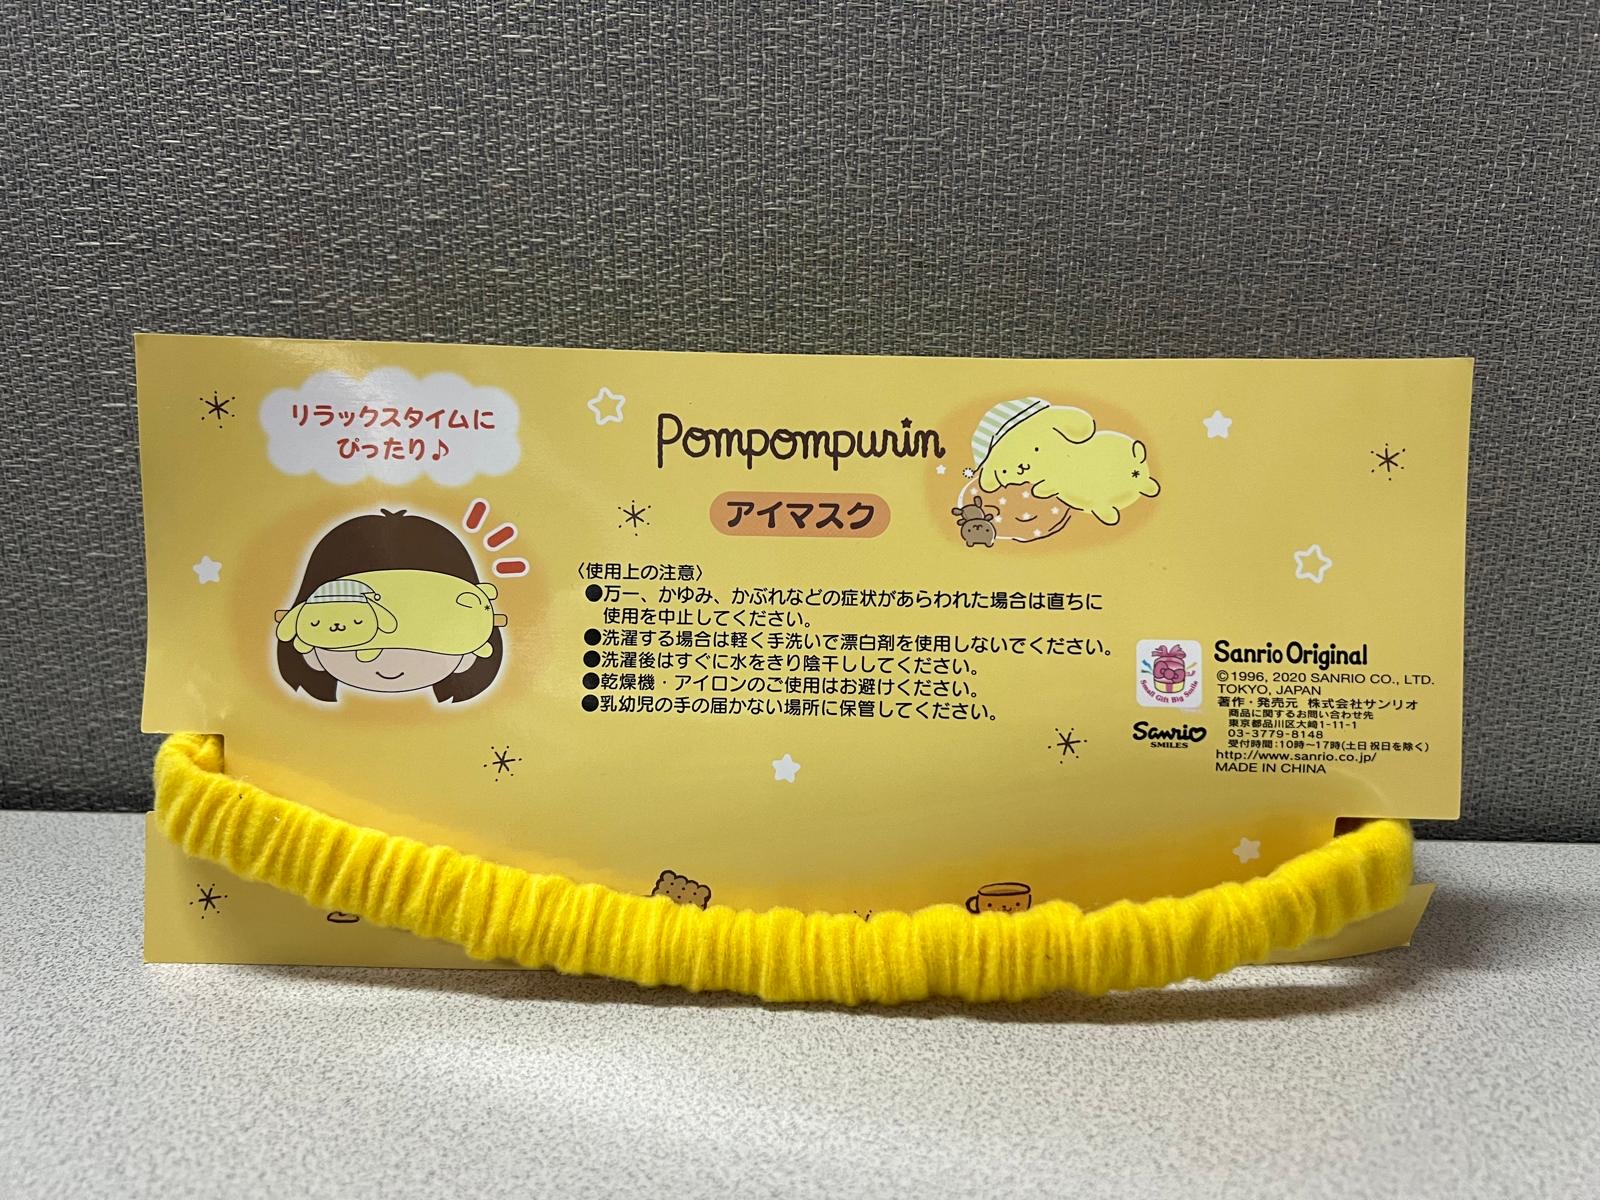 リラックスタイムに
ぴったり♪
Pompompurin
アイマスク
〈使用上の注意〉
●万一、かゆみ、かぶれなどの症状があらわれた場合は直ちに
使用を中止してください。
●洗濯する場合は軽く手洗いで漂白剤を使用しないでください。
●洗濯後はすぐに水をきり陰干ししてください。
●乾燥機・アイロンのご使用はお避けください。
●乳幼児の手の届かない場所に保管してください。
Small Gift Big Smile
Sanrio
SMILES
Sanrio Original
©1996, 2020 SANRIO CO., LTD.
TOKYO, JAPAN
著作・発売元 株式会社サンリオ
商品に関するお問い合わせ先
東京都品川区大崎1-11-1
03-3779-8148
受付時間:10時～17時(土日祝日を除く)
http://www.sanrio.co.jp/
MADE IN CHINA